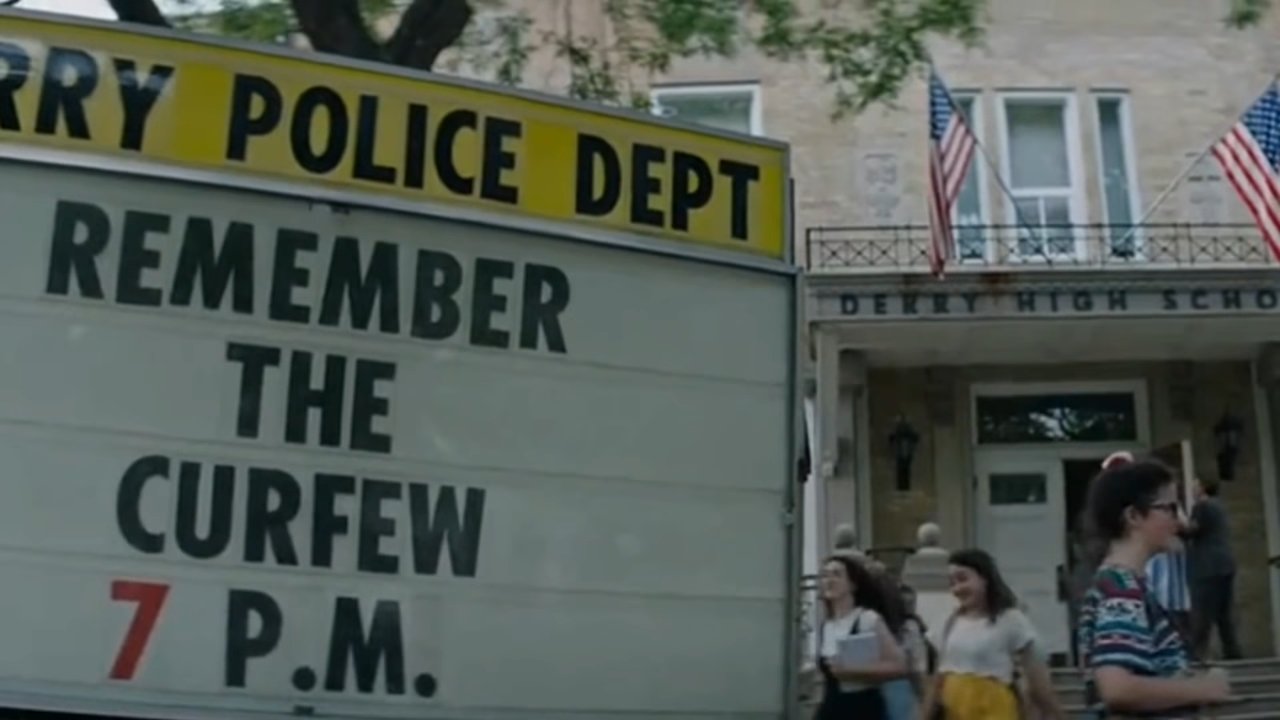 RRY POLICE DEPT
REMEMBER
THE
CURFEW
7 P.M.
DERRY HIGH SCHO